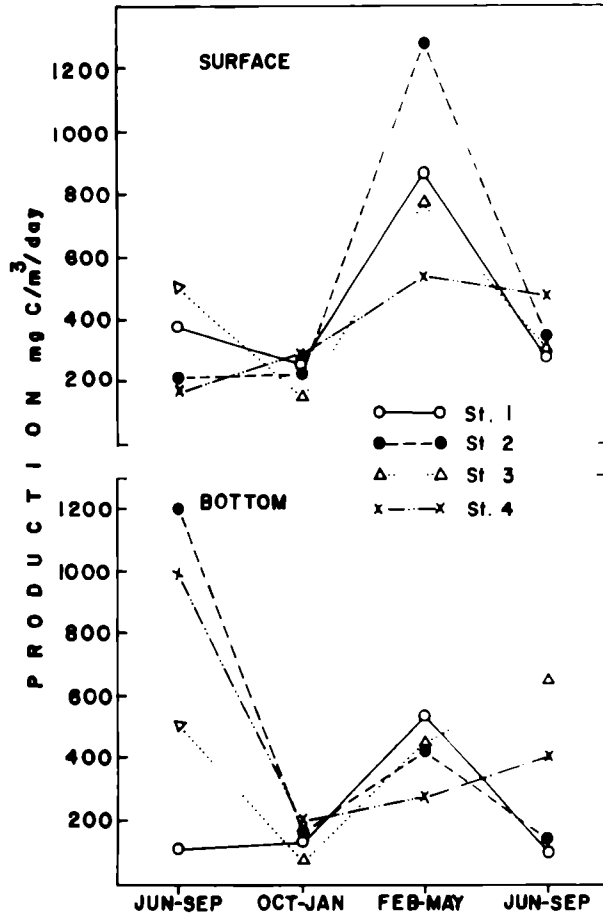 PRODUCTION mg C/m³/day
SURFACE
1200
1000
800
600
400
200
St. 1
St 2
St 3
St. 4
BOTTOM
1200
1000
800
600
400
200
JUN-SEP OCT-JAN FEB-MAY JUN-SEP